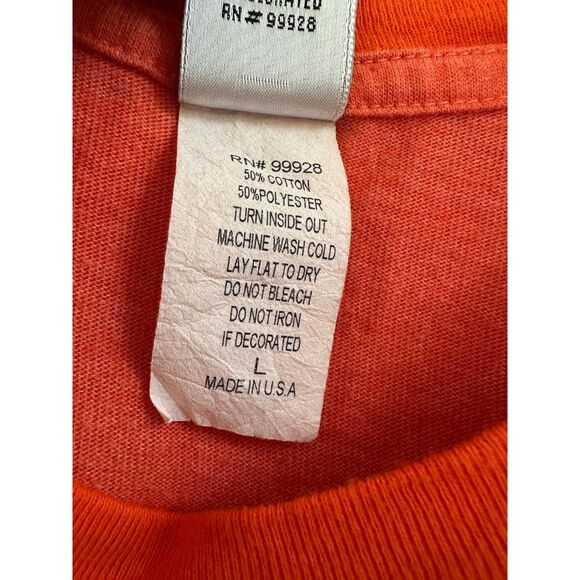 RN# 99928
RN# 99928
50% COTTON
50%POLYESTER
TURN INSIDE OUT
MACHINE WASH COLD
LAY FLAT TO DRY
DO NOT BLEACH
DO NOT IRON
IF DECORATED
L
MADE IN U.S.A